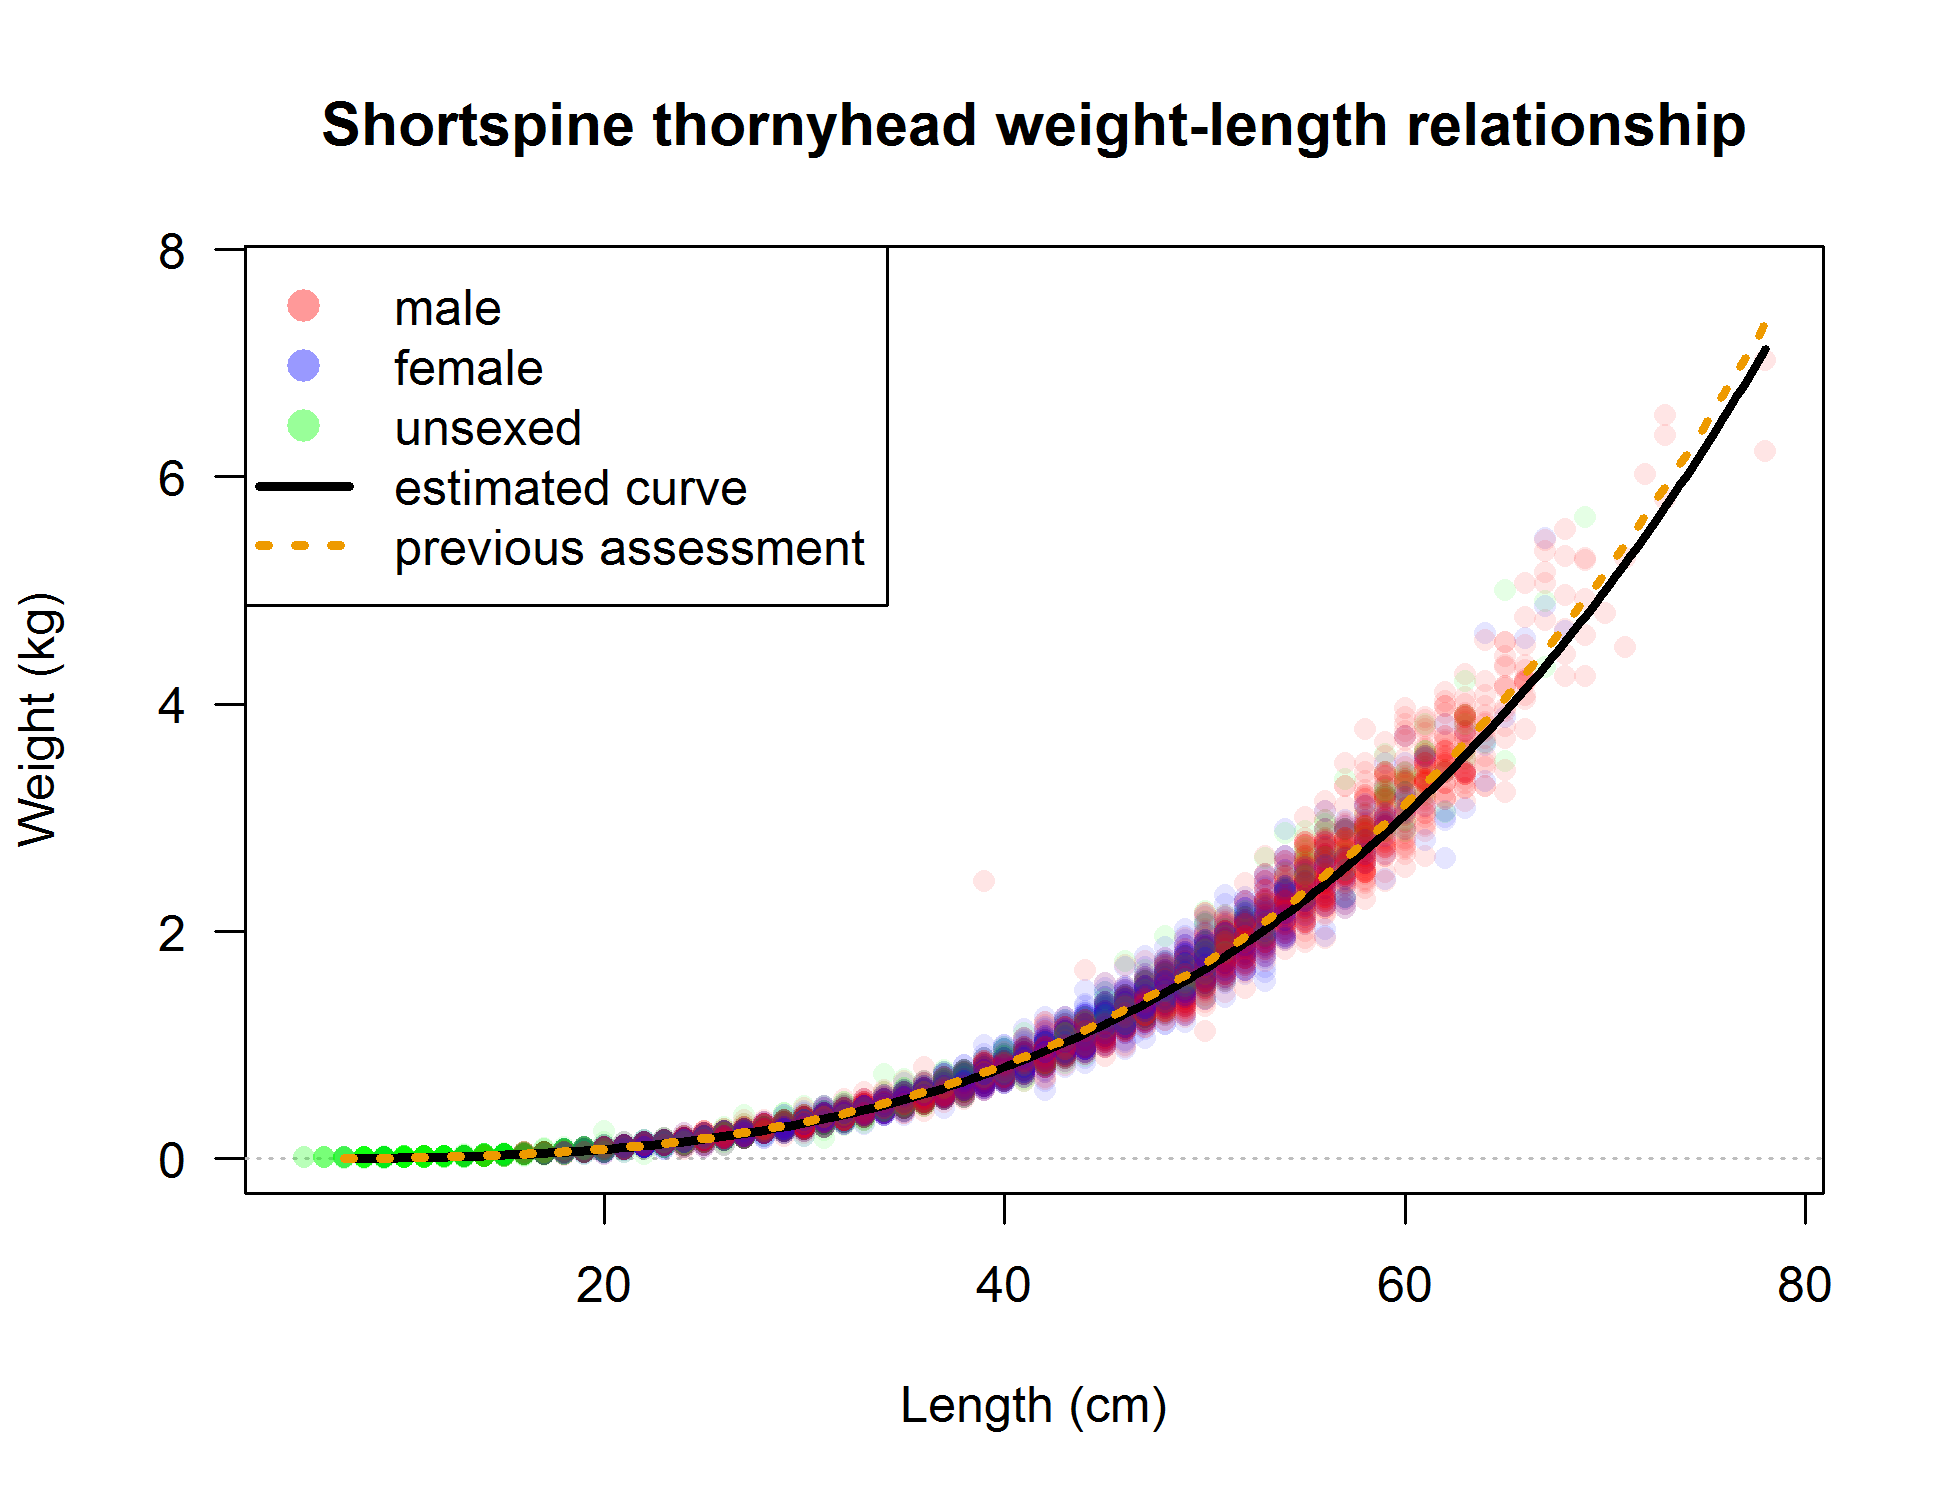 Shortspine thornyhead weight-length relationship
8
6
4
2
0
Weight (kg)
male
female
unsexed
estimated curve
previous assessment
20 40 60 80
Length (cm)